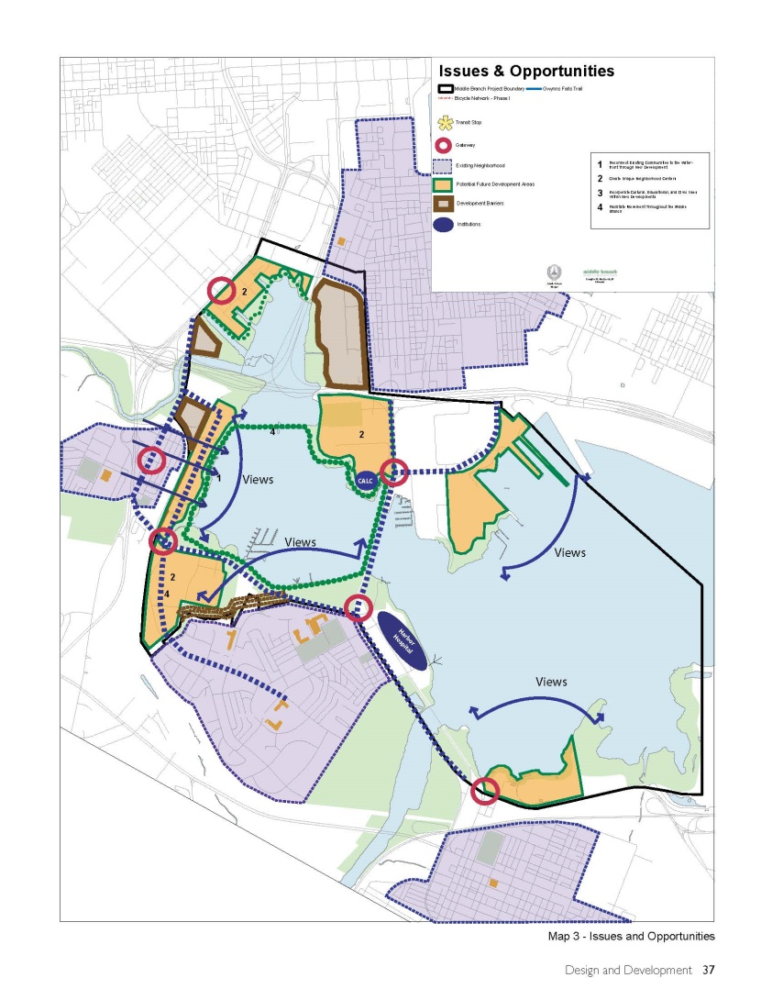 Issues & Opportunities
Middle Branch Project Boundary
Gwynns Falls Trail
Bicycle Network - Phase I
Transit Stop
Gateway
Existing Neighborhood
Potential Future Development Areas
Development Barriers
Institutions
1 Reconnect Existing Communities to the Water-
front Through New Development
2 Create Unique Neighborhood Centers
3 Incorporate Cultural, Educational, and Civic Uses
Within New Developments
4 Facilitate Movement Throughout the Middle
Branch
middle branch
2
4
2
1
Views
CALC
Views
Views
2
4
Harbor
Hospital
Views
Map 3 - Issues and Opportunities
Design and Development 37